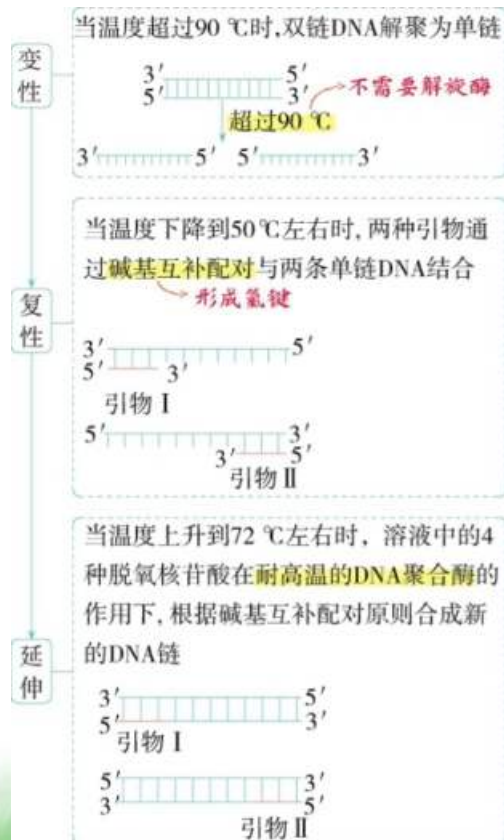 变性
当温度超过90 ℃时,双链DNA解聚为单链
3′ 5′
5′ 3′
不需要解旋酶
超过90 ℃
3′ 5′ 5′ 3′
复性
当温度下降到50℃左右时,两种引物通
过碱基互补配对与两条单链DNA结合
形成氢键
3′ 5′
5′ 3′
引物Ⅰ
5′ 3′
3′ 5′
引物Ⅱ
延伸
当温度上升到72 ℃左右时, 溶液中的4
种脱氧核苷酸在耐高温的DNA聚合酶的
作用下,根据碱基互补配对原则合成新
的DNA链
3′ 5′
5′ 3′
引物Ⅰ
5′ 3′
3′ 5′
引物Ⅱ